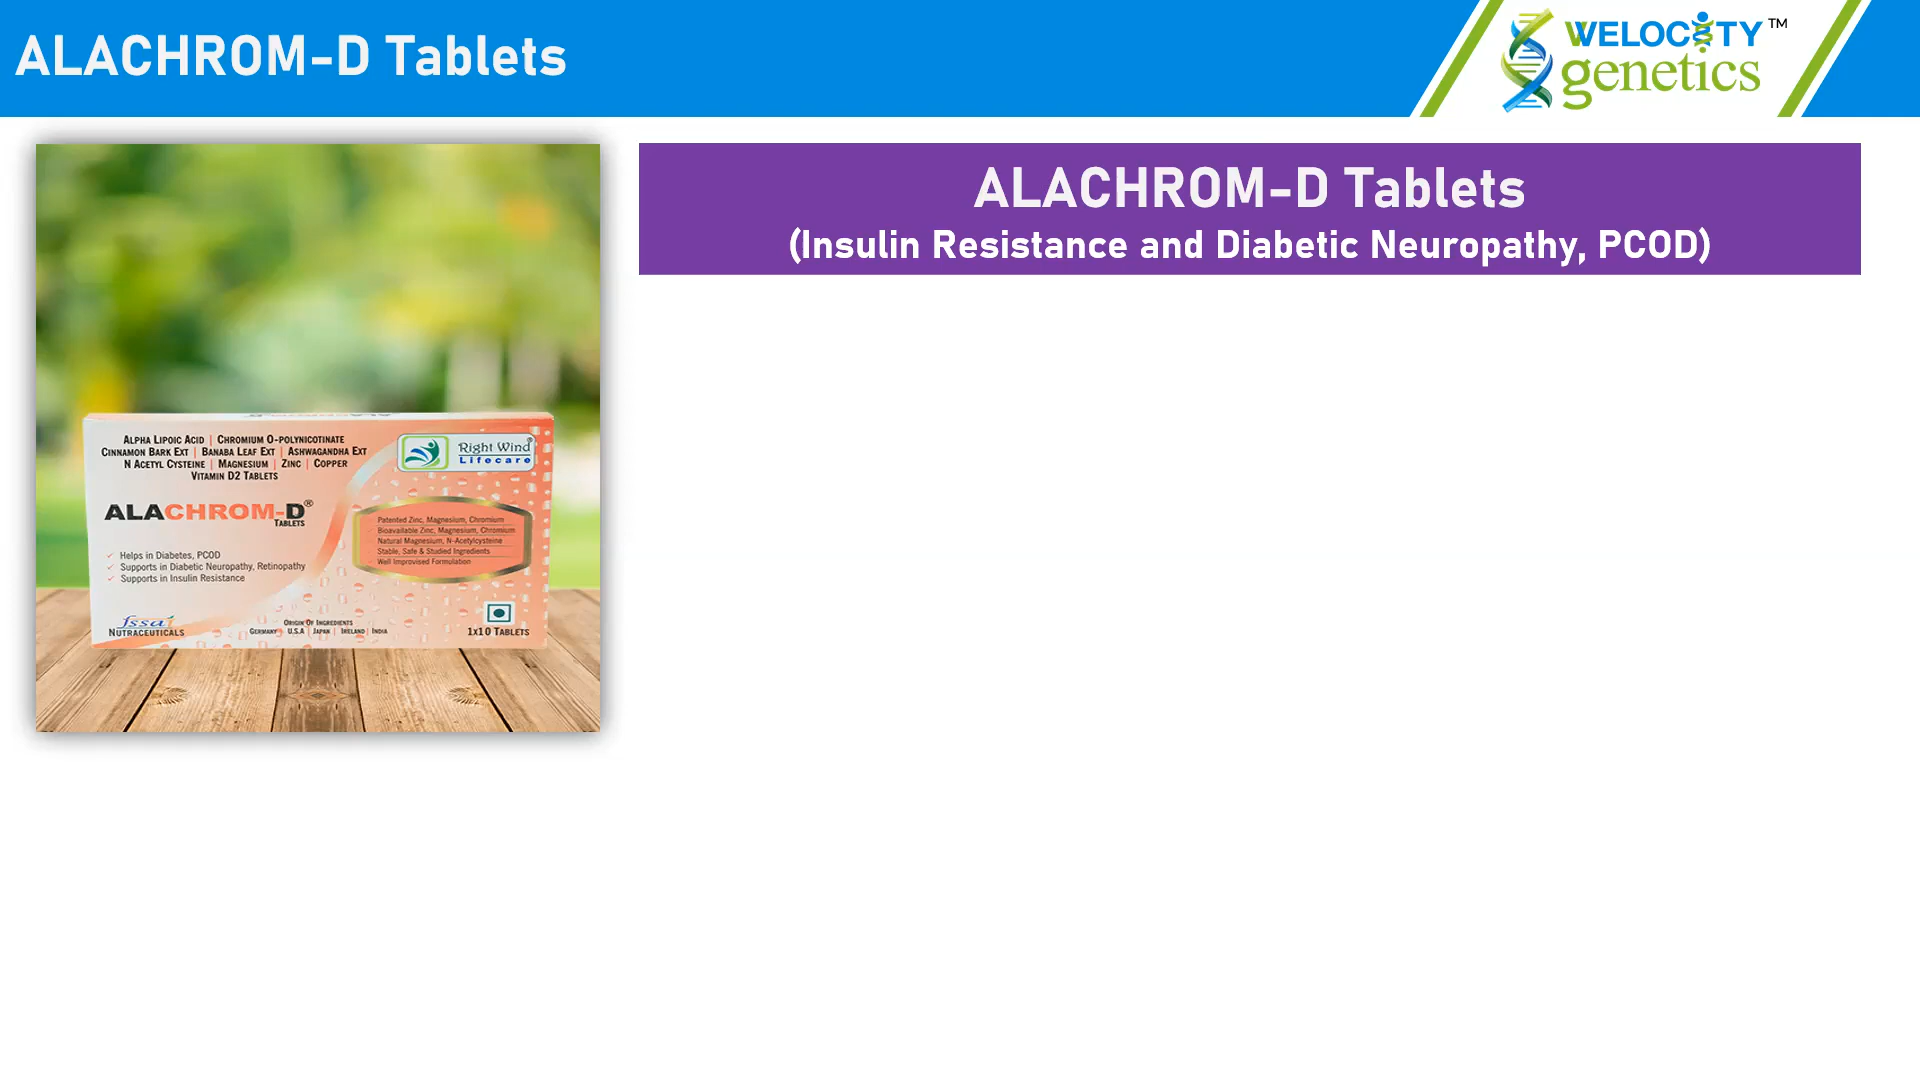 ALACHROM-D Tablets
WELOCITY TM
genetics
ALACHROM-D Tablets
(Insulin Resistance and Diabetic Neuropathy, PCOD)
ALPHA LIPOIC ACID | CHROMIUM O-POLYNICOTINATE
CINNAMON BARK EXT | BANABA LEAF EXT | ASHWAGANDHA EXT
N ACETYL CYSTEINE | MAGNESIUM | ZINC | COPPER
VITAMIN D2 TABLETS
Right Wind®
Lifecare
ALACHROM-D®
TABLETS
Patented Zinc, Magnesium, Chromium
Bioavailable Zinc, Magnesium, Chromium
Natural Magnesium, N-Acetylcysteine
Stable, Safe & Studied Ingredients
Well Improvised Formulation
✓ Helps in Diabetes, PCOD
✓ Supports in Diabetic Neuropathy, Retinopathy
✓ Supports in Insulin Resistance
fssai
NUTRACEUTICALS
ORIGIN OF INGREDIENTS
GERMANY | U.S.A | JAPAN | IRELAND | INDIA
1x10 TABLETS